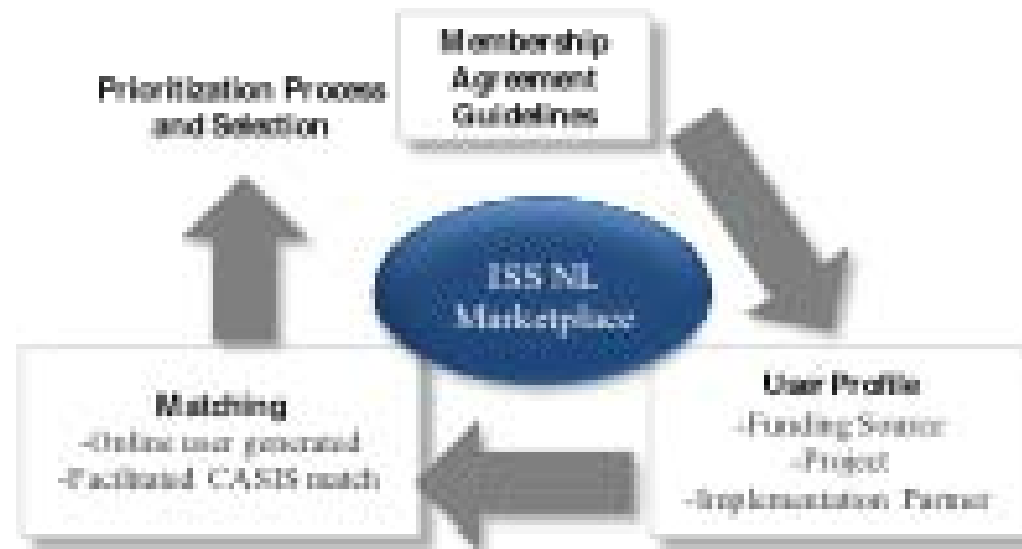 Membership
Agreement
Guidelines
Prioritization Process
and Selection
ISS NL
Marketplace
User Profile
-Funding Source
-Project
-Implementation Partner
Matching
-Online user generated
-Facilitated CASIS match